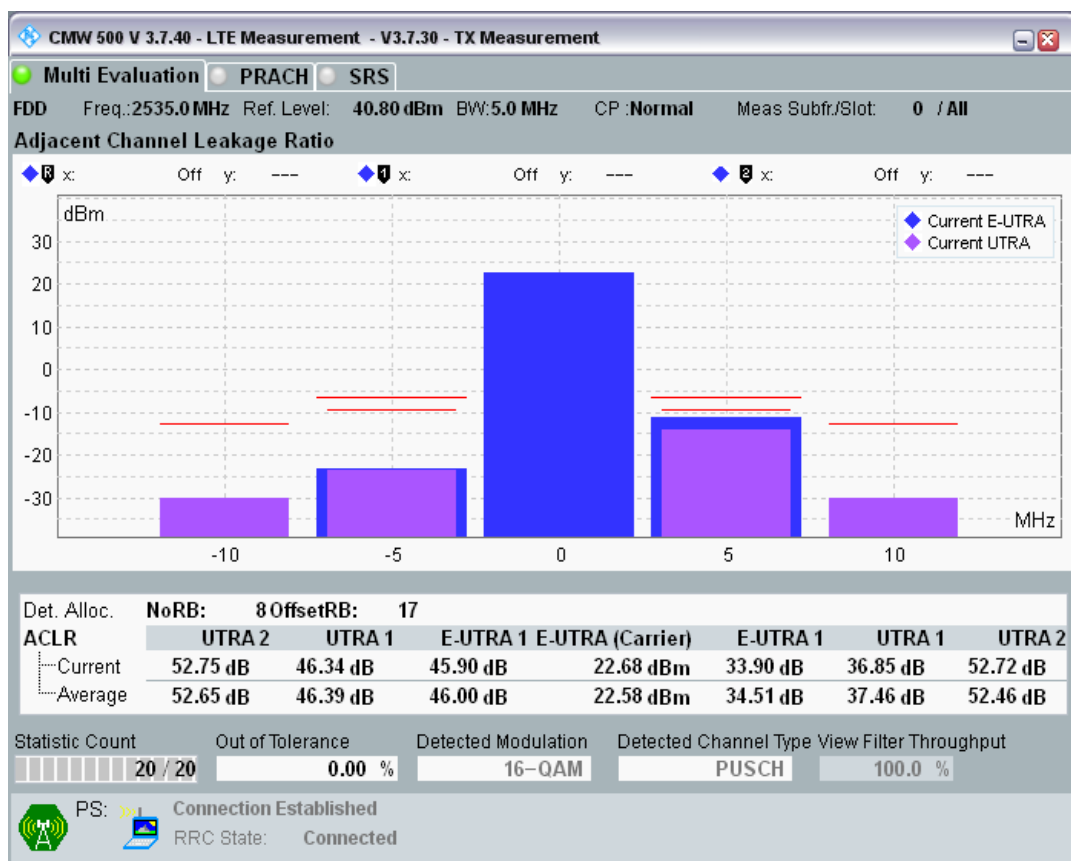 CMW 500 V 3.7.40 - LTE Measurement - V3.7.30 - TX Measurement
Multi Evaluation PRACH SRS
FDD Freq.:2535.0 MHz Ref. Level: 40.80 dBm BW:5.0 MHz CP :Normal Meas Subfr./Slot: 0 / All
Adjacent Channel Leakage Ratio
R x: Off y: --- 1 x: Off y: --- 2 x: Off y: ---
dBm
Current E-UTRA
Current UTRA
30
20
10
0
-10
-20
-30
MHz
-10 -5 0 5 10
Det. Alloc. NoRB: 8 OffsetRB: 17
ACLR UTRA 2 UTRA 1 E-UTRA 1 E-UTRA (Carrier) E-UTRA 1 UTRA 1 UTRA 2
Current 52.75 dB 46.34 dB 45.90 dB 22.68 dBm 33.90 dB 36.85 dB 52.72 dB
Average 52.65 dB 46.39 dB 46.00 dB 22.58 dBm 34.51 dB 37.46 dB 52.46 dB
Statistic Count Out of Tolerance Detected Modulation Detected Channel Type View Filter Throughput
20 / 20 0.00 % 16-QAM PUSCH 100.0 %
PS: Connection Established
RRC State: Connected